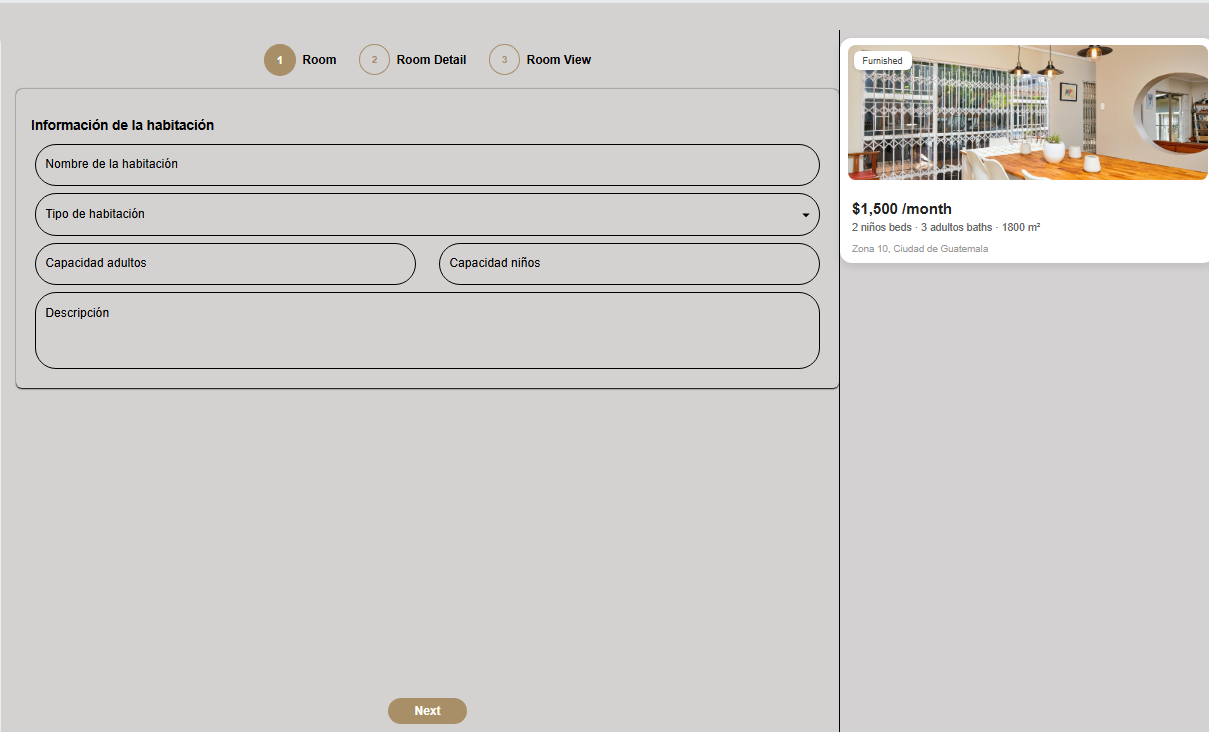 1 Room 2 Room Detail 3 Room View
Información de la habitación
Nombre de la habitación
Tipo de habitación
Capacidad adultos Capacidad niños
Descripción
Next
Furnished
$1,500 /month
2 niños beds · 3 adultos baths · 1800 m²
Zona 10, Ciudad de Guatemala